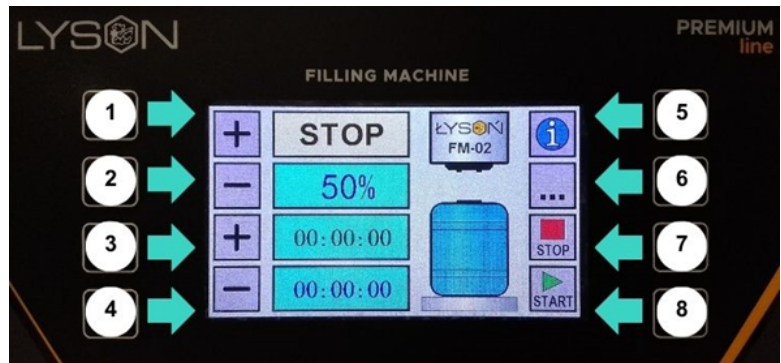 LYSON
PREMIUM
line
FILLING MACHINE
1
2
3
4
+
-
+
-
STOP
50%
00:00:00
00:00:00
ŁYSOŃ
FM-02
i
...
STOP
START
5
6
7
8